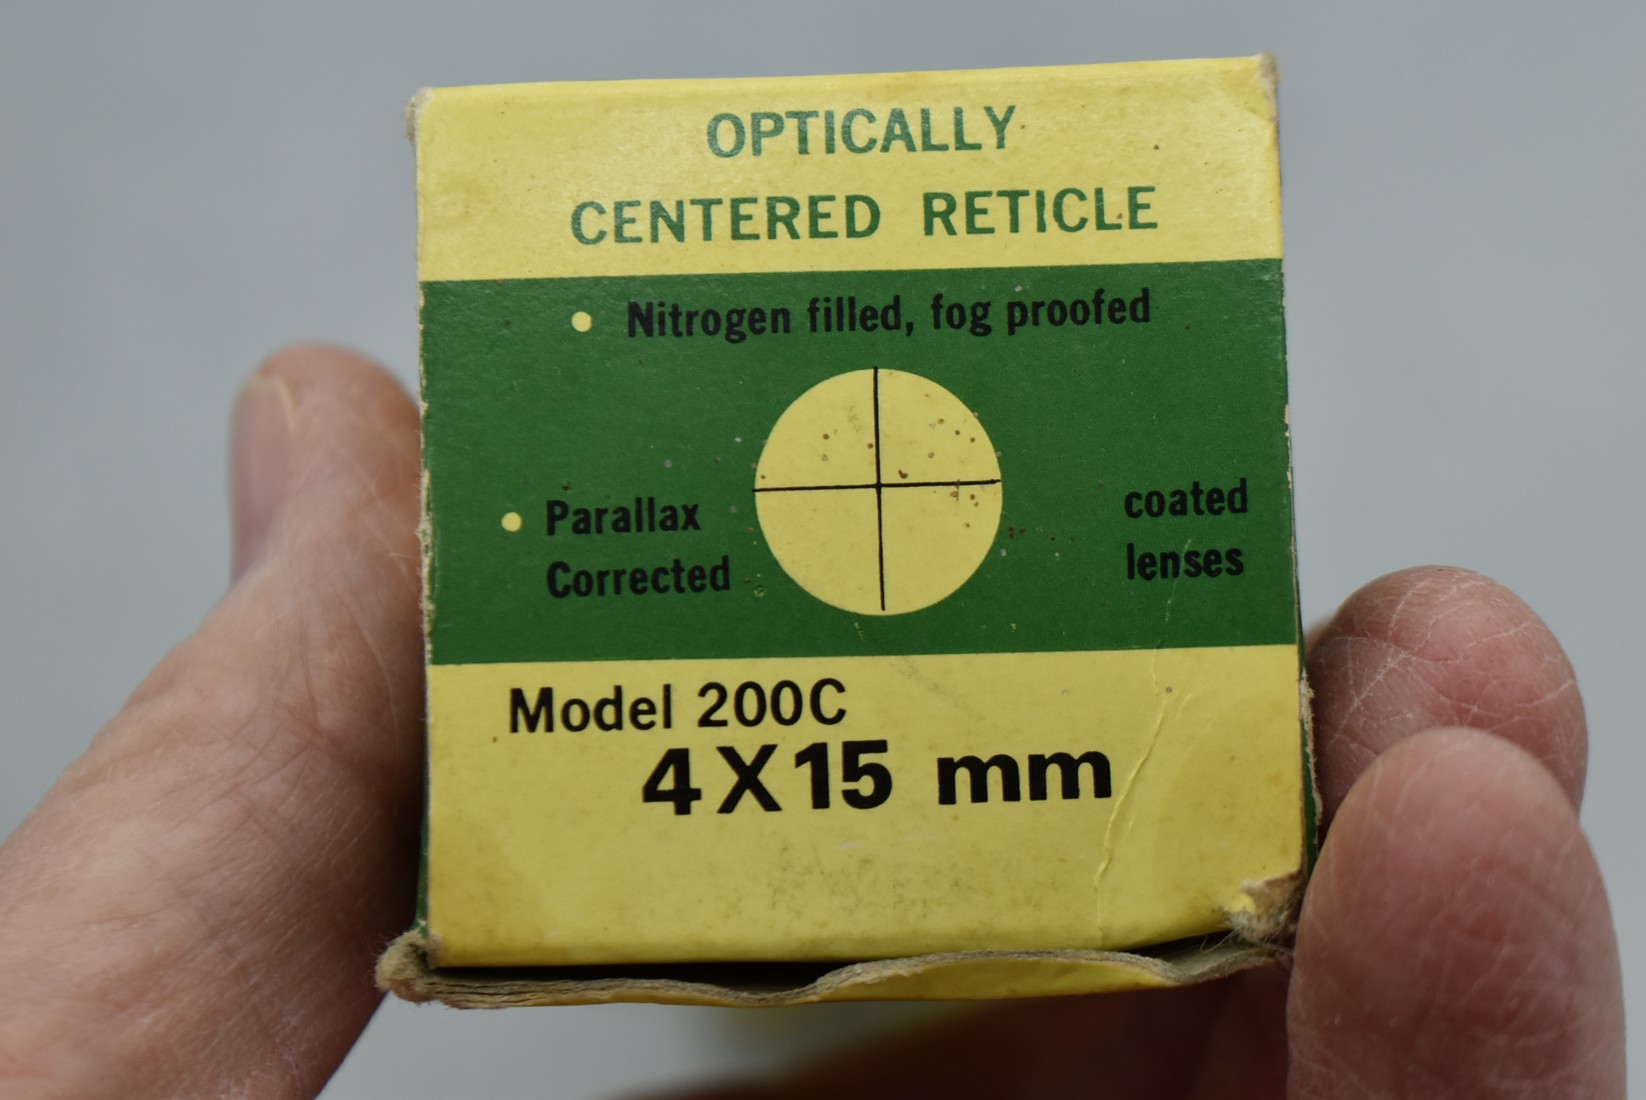 OPTICALLY
CENTERED RETICLE
• Nitrogen filled, fog proofed
• Parallax
Corrected
coated
lenses
Model 200C
4X15 mm